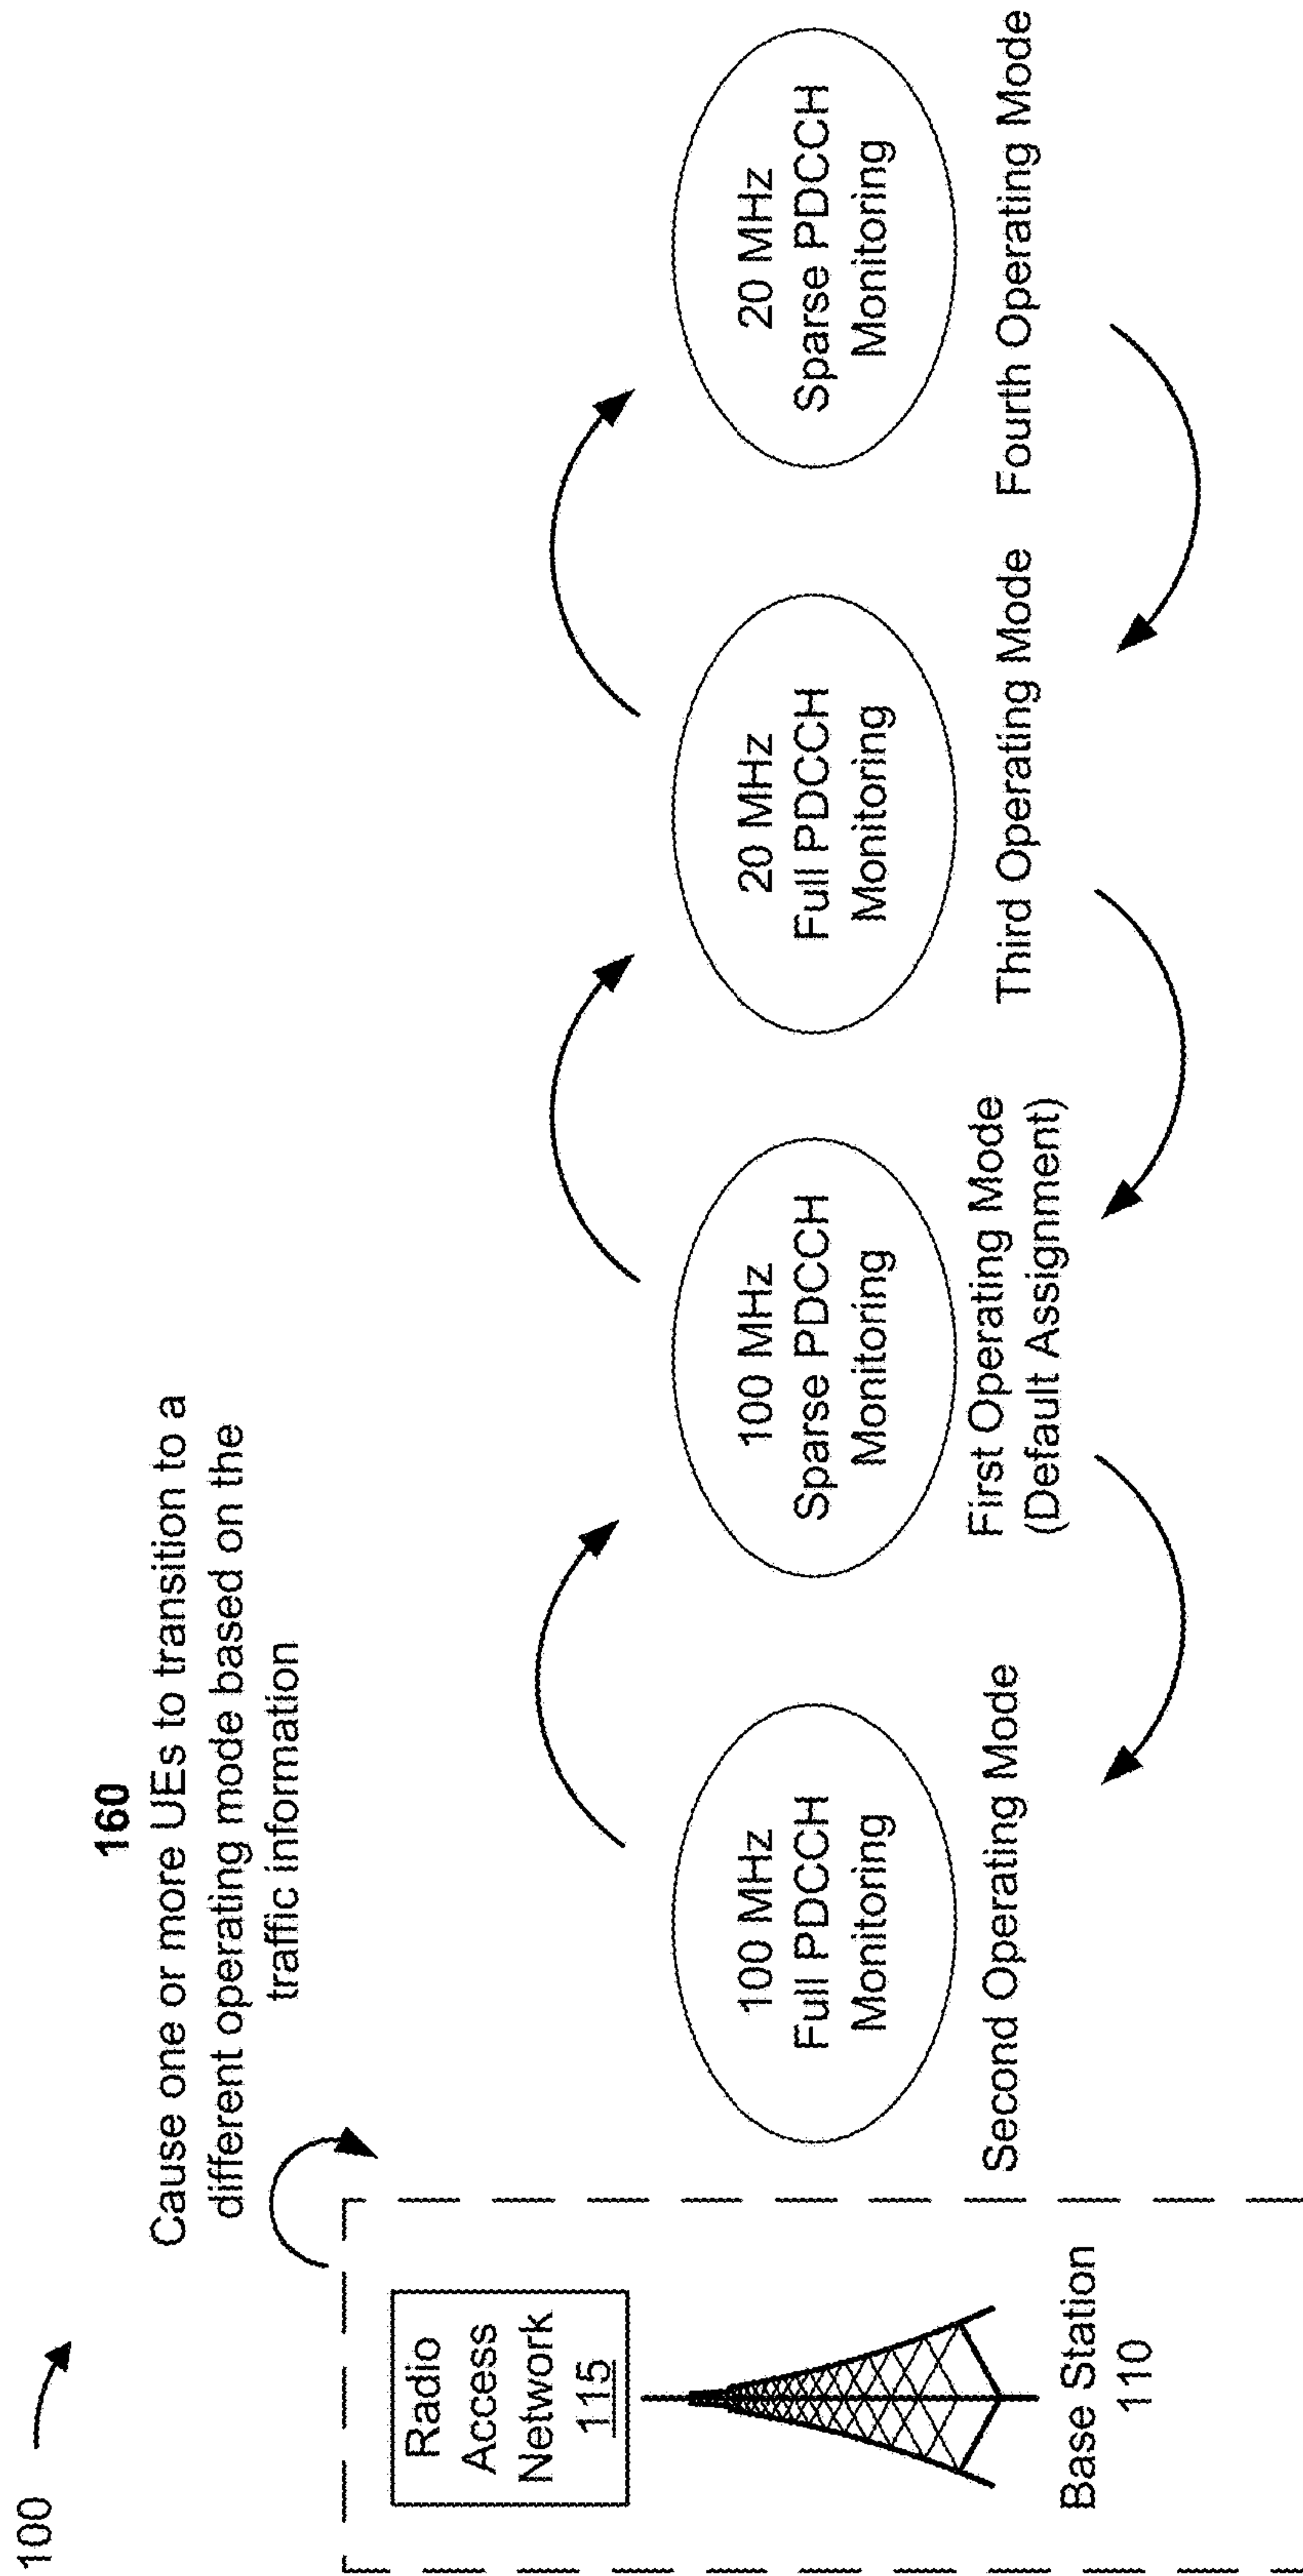 100
160
Cause one or more UEs to transition to a
different operating mode based on the
traffic information
Radio
Access
Network
115
Base Station
110
100 MHz
Full PDCCH
Monitoring
Second Operating Mode
100 MHz
Sparse PDCCH
Monitoring
First Operating Mode
(Default Assignment)
20 MHz
Full PDCCH
Monitoring
Third Operating Mode
20 MHz
Sparse PDCCH
Monitoring
Fourth Operating Mode